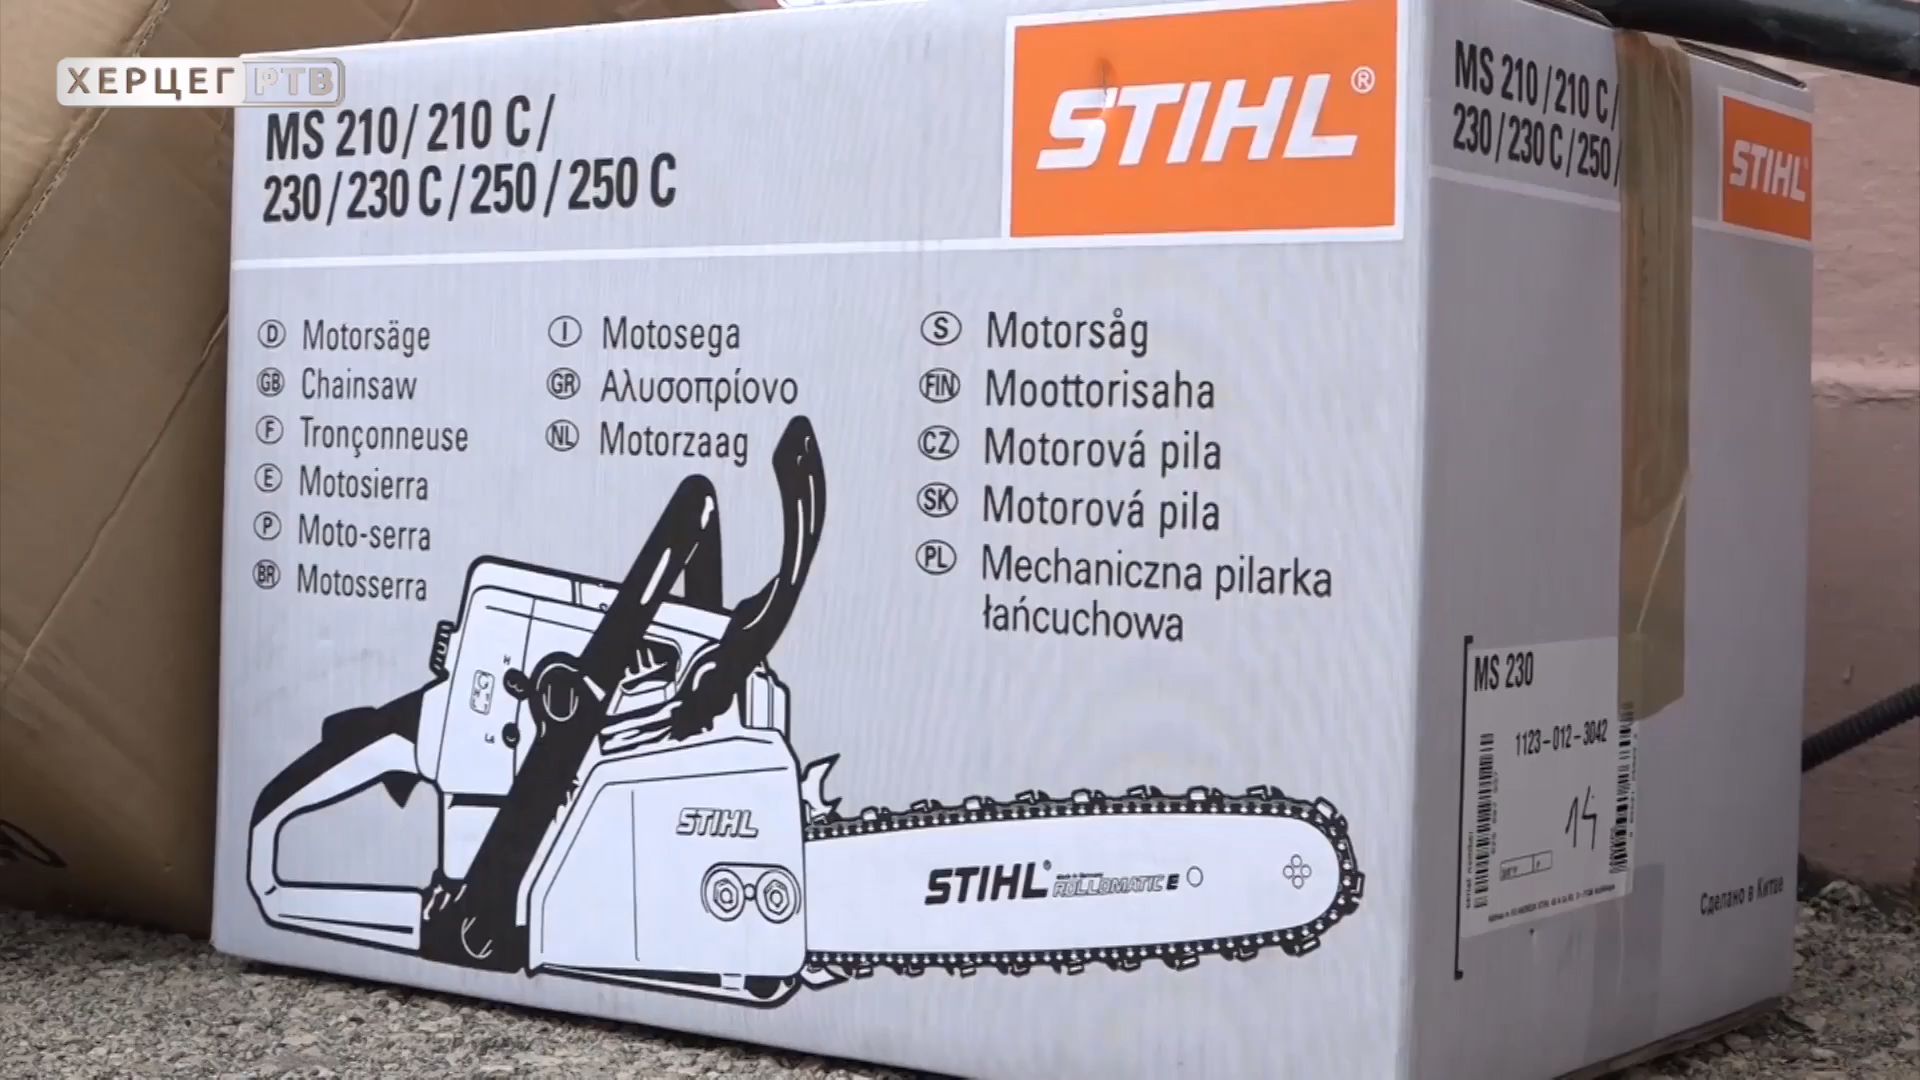 ХЕРЦЕГ РТВ
MS 210 / 210 C /
230 / 230 C / 250 / 250 C
STIHL®
D Motorsäge
GB Chainsaw
F Tronçonneuse
E Motosierra
P Moto-serra
BR Motosserra
I Motosega
GR Αλυσοπρίονο
NL Motorzaag
S Motorsåg
FIN Moottorisaha
CZ Motorová pila
SK Motorová pila
PL Mechaniczna pilarka
łańcuchowa
H
STIHL
STIHL® ROLLOMATIC E
MS 210 / 210 C /
230 / 230 C / 250 /
STIHL
MS 230
1123-012-3042
14
Сделано в Китае